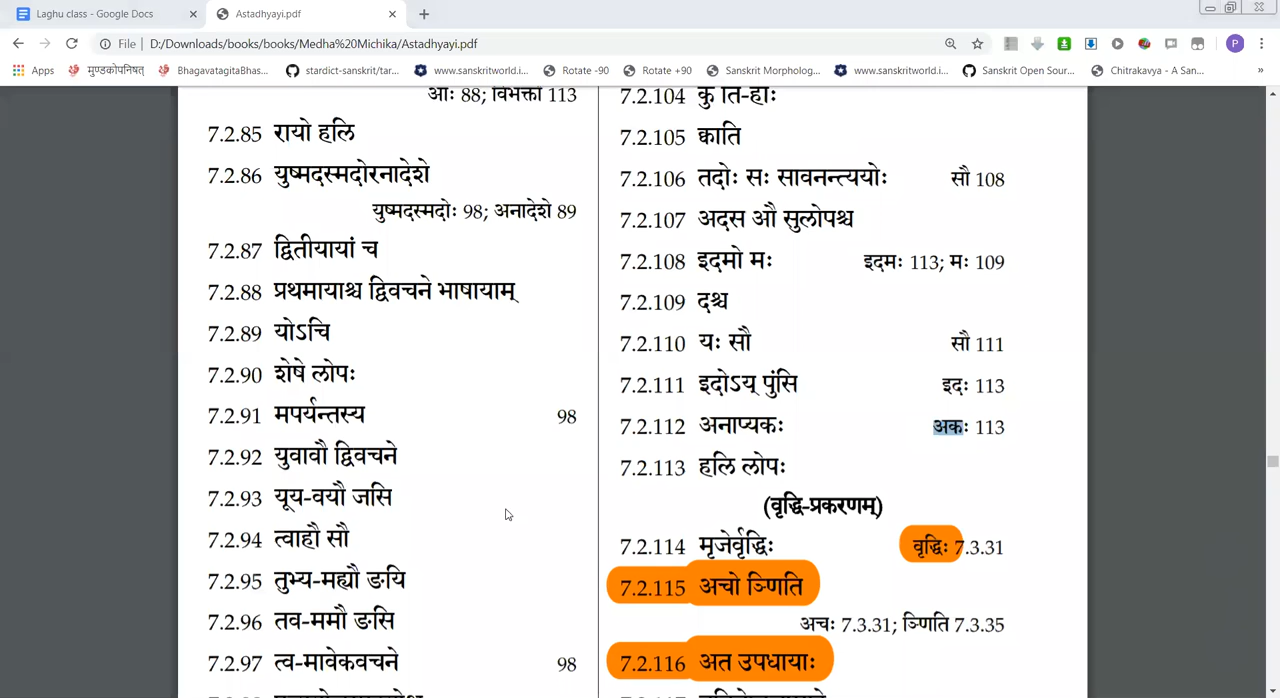 Laghu class - Google Docs
Astadhyayi.pdf
File | D:/Downloads/books/books/Medha%20Michika/Astadhyayi.pdf
P
Apps
मुण्डकोपनिषत्
BhagavatagitaBhas...
stardict-sanskrit/tar...
www.sanskritworld.i...
Rotate -90
Rotate +90
Sanskrit Morpholog...
www.sanskritworld.i...
Sanskrit Open Sour...
Chitrakavya - A San...
»
आः 88; विभक्तौ 113
7.2.85 रायो हलि
7.2.86 युष्मदस्मदोरनादेशे
युष्मदस्मदोः 98; अनादेशे 89
7.2.87 द्वितीयायां च
7.2.88 प्रथमायाश्च द्विवचने भाषायाम्
7.2.89 योऽचि
7.2.90 शेषे लोपः
7.2.91 मपर्यन्तस्य 98
7.2.92 युवावौ द्विवचने
7.2.93 यूय-वयौ जसि
7.2.94 त्वाहौ सौ
7.2.95 तुभ्य-मह्यौ ङयि
7.2.96 तव-ममौ ङसि
7.2.97 त्व-मावेकवचने 98
7.2.104 कु ति-होः
7.2.105 क्वाति
7.2.106 तदोः सः सावनन्त्ययोः सौ 108
7.2.107 अदस औ सुलोपश्च
7.2.108 इदमो मः इदमः 113; मः 109
7.2.109 दश्च
7.2.110 यः सौ सौ 111
7.2.111 इदोऽय् पुंसि इदः 113
7.2.112 अनाप्यकः अकः 113
7.2.113 हलि लोपः
(वृद्धि-प्रकरणम्)
7.2.114 मृजेर्वृद्धिः वृद्धिः 7.3.31
7.2.115 अचो ञ्णिति
अचः 7.3.31; ञ्णिति 7.3.35
7.2.116 अत उपधायाः